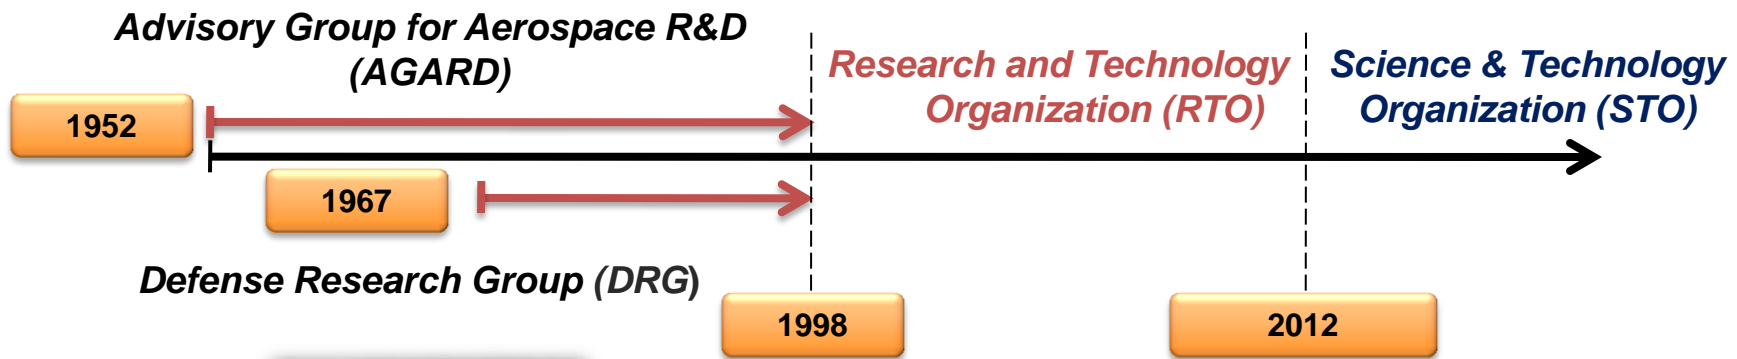 Advisory Group for Aerospace R&D
(AGARD)
Research and Technology
Organization (RTO)
Science & Technology
Organization (STO)
1952
1967
Defense Research Group (DRG)
1998
2012